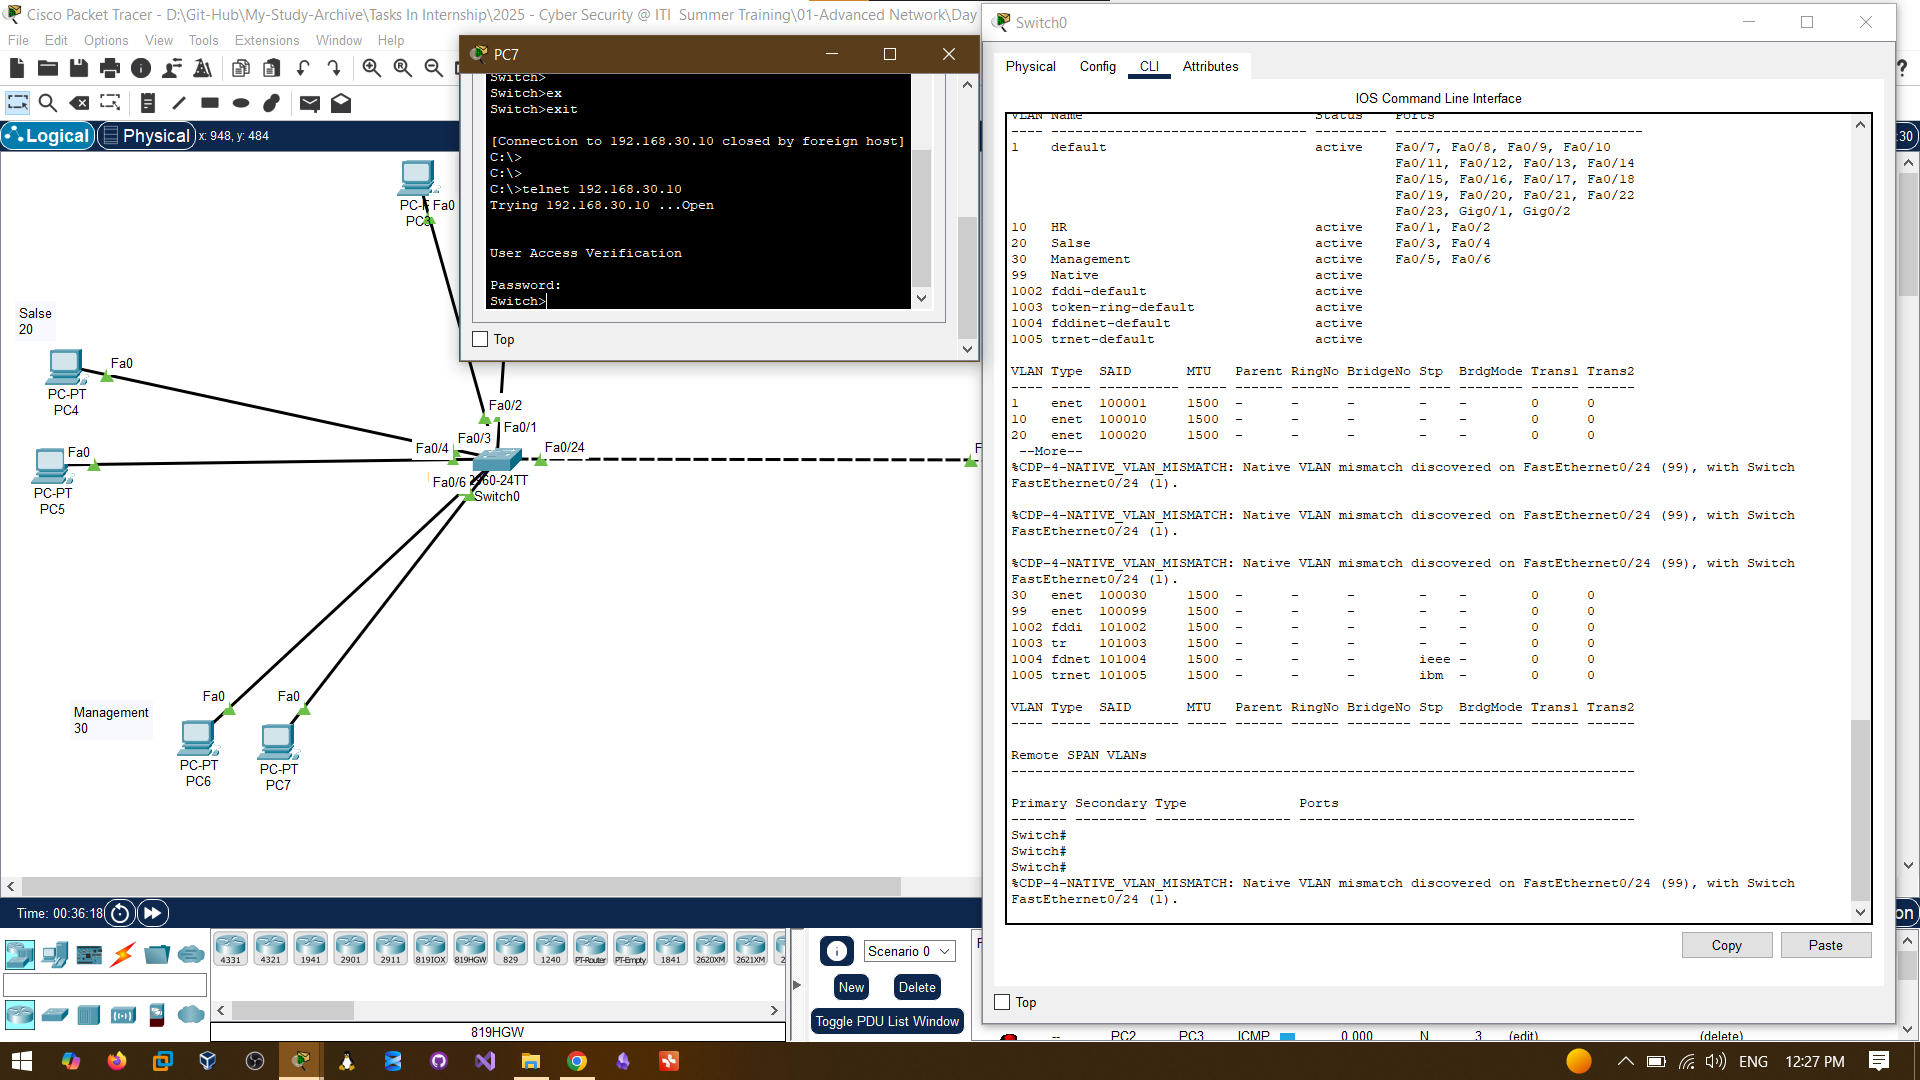 Cisco Packet Tracer - D:\Git-Hub\My-Study-Archive\Tasks In Internship\2025 - Cyber Security @ ITI  Summer Training\01-Advanced Network\Day
File Edit Options View Tools Extensions Window Help
Logical Physical x: 948, y: 484
PC7
Switch>
Switch>ex
Switch>exit
[Connection to 192.168.30.10 closed by foreign host]
C:\>
C:\>
C:\>telnet 192.168.30.10
Trying 192.168.30.10 ...Open
User Access Verification
Password:
Switch>
Top
Fa0
Salse
20
Fa0
PC-PT
PC4
Fa0
PC-PT
PC5
Fa0/2
Fa0/1
Fa0/3
Fa0/4
Fa0/24
Fa0/6
Switch0
Management
30
Fa0
PC-PT
PC6
Fa0
PC-PT
PC7
Switch0
Physical Config CLI Attributes
IOS Command Line Interface
VLAN Name Status Ports
---- -------------------------------- --------- -------------------------------
1 default active Fa0/7, Fa0/8, Fa0/9, Fa0/10
Fa0/11, Fa0/12, Fa0/13, Fa0/14
Fa0/15, Fa0/16, Fa0/17, Fa0/18
Fa0/19, Fa0/20, Fa0/21, Fa0/22
Fa0/23, Gig0/1, Gig0/2
10 HR active Fa0/1, Fa0/2
20 Salse active Fa0/3, Fa0/4
30 Management active Fa0/5, Fa0/6
99 Native active
1002 fddi-default active
1003 token-ring-default active
1004 fddinet-default active
1005 trnet-default active
VLAN Type SAID MTU Parent RingNo BridgeNo Stp BrdgMode Trans1 Trans2
---- ----- ---------- ----- ------ ------ -------- ---- -------- ------ ------
1 enet 100001 1500 - - - - - 0 0
10 enet 100010 1500 - - - - - 0 0
20 enet 100020 1500 - - - - - 0 0
--More--
%CDP-4-NATIVE_VLAN_MISMATCH: Native VLAN mismatch discovered on FastEthernet0/24 (99), with Switch
FastEthernet0/24 (1).
%CDP-4-NATIVE_VLAN_MISMATCH: Native VLAN mismatch discovered on FastEthernet0/24 (99), with Switch
FastEthernet0/24 (1).
%CDP-4-NATIVE_VLAN_MISMATCH: Native VLAN mismatch discovered on FastEthernet0/24 (99), with Switch
FastEthernet0/24 (1).
30 enet 100030 1500 - - - - - 0 0
99 enet 100099 1500 - - - - - 0 0
1002 fddi 101002 1500 - - - - - 0 0
1003 tr 101003 1500 - - - - - 0 0
1004 fdnet 101004 1500 - - - ieee - 0 0
1005 trnet 101005 1500 - - - ibm - 0 0
VLAN Type SAID MTU Parent RingNo BridgeNo Stp BrdgMode Trans1 Trans2
---- ----- ---------- ----- ------ ------ -------- ---- -------- ------ ------
Remote SPAN VLANs
------------------------------------------------------------------------------
Primary Secondary Type Ports
------- --------- ----------------- ------------------------------------------
Switch#
Switch#
Switch#
%CDP-4-NATIVE_VLAN_MISMATCH: Native VLAN mismatch discovered on FastEthernet0/24 (99), with Switch
FastEthernet0/24 (1).
Copy Paste
Top
Time: 00:36:18
4331 4321 1941 2901 2911 819IOX 819HGW 829 1240 PT-Router PT-Empty 1841 2620XM 2621XM
819HGW
Scenario 0
New Delete
Toggle PDU List Window
-- PC2 PC3 ICMP 0.000 N 3 (edit) (delete)
ENG 12:27 PM